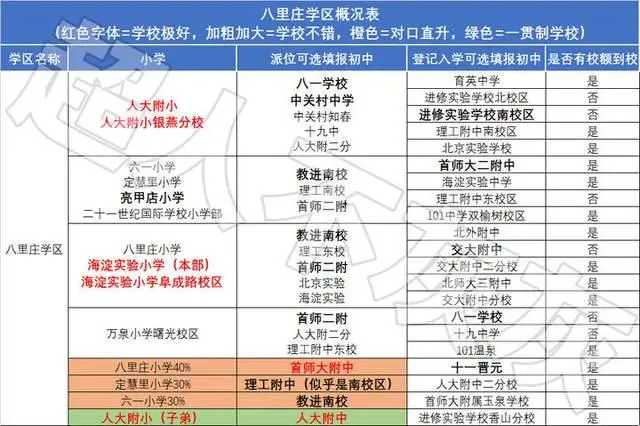 八里庄学区概况表
(红色字体=学校极好，加粗加大=学校不错，橙色=对口直升，绿色=一贯制学校)
学区名称 小学 派位可选填报初中 登记入学可选填报初中 是否有校额到校
八里庄学区
人大附小
人大附小银燕分校
八一学校
中关村中学
中关村知春
十九中
人大附二分
育英中学 是
进修实验学校北校区 否
进修实验学校南校区 否
理工附中南校区 是
北京实验学校 是
六一小学
定慧里小学
亮甲店小学
二十一世纪国际学校小学部
教进南校
理工南校
首师二附
首师大二附中 是
海淀实验中学 是
理工附中东校区 否
101中学双榆树校区 是
八里庄小学
海淀实验小学（本部）
海淀实验小学阜成路校区
教进南校
理工东校
首师二附
北京实验
海淀实验
北外附中 是
交大附中 否
交大附中二分校 是
北师大三附中 是
交大附中分校 是
万泉小学曙光校区
首师二附
人大附二分
理工附中东校
八一学校 否
十九中学 否
101温泉 是
八里庄小学40% 首师大附中 十一晋元 是
定慧里小学30% 理工附中（似乎是南校区） 人大附中二分校 是
六一小学30% 教进南校 首师大附属玉泉学校 是
人大附小（子弟） 人大附中 进修实验学校香山分校 是